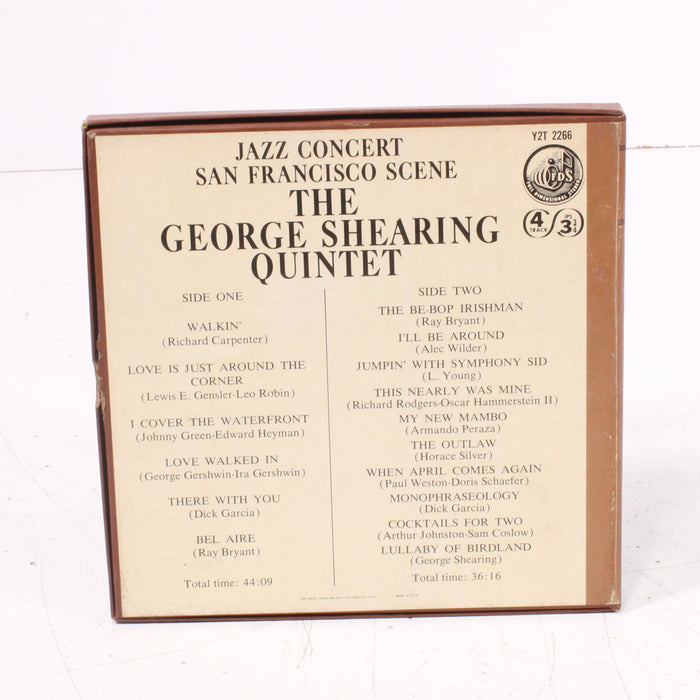 Y2T 2266
JAZZ CONCERT
SAN FRANCISCO SCENE
THE
GEORGE SHEARING
QUINTET
FDS
4
TRACK
IPS
3 3/4
SIDE ONE
WALKIN'
(Richard Carpenter)
LOVE IS JUST AROUND THE
CORNER
(Lewis E. Gensler-Leo Robin)
I COVER THE WATERFRONT
(Johnny Green-Edward Heyman)
LOVE WALKED IN
(George Gershwin-Ira Gershwin)
THERE WITH YOU
(Dick Garcia)
BEL AIRE
(Ray Bryant)
Total time: 44:09
SIDE TWO
THE BE-BOP IRISHMAN
(Ray Bryant)
I'LL BE AROUND
(Alec Wilder)
JUMPIN' WITH SYMPHONY SID
(L. Young)
THIS NEARLY WAS MINE
(Richard Rodgers-Oscar Hammerstein II)
MY NEW MAMBO
(Armando Peraza)
THE OUTLAW
(Horace Silver)
WHEN APRIL COMES AGAIN
(Paul Weston-Doris Schaefer)
MONOPHRASEOLOGY
(Dick Garcia)
COCKTAILS FOR TWO
(Arthur Johnston-Sam Coslow)
LULLABY OF BIRDLAND
(George Shearing)
Total time: 36:16